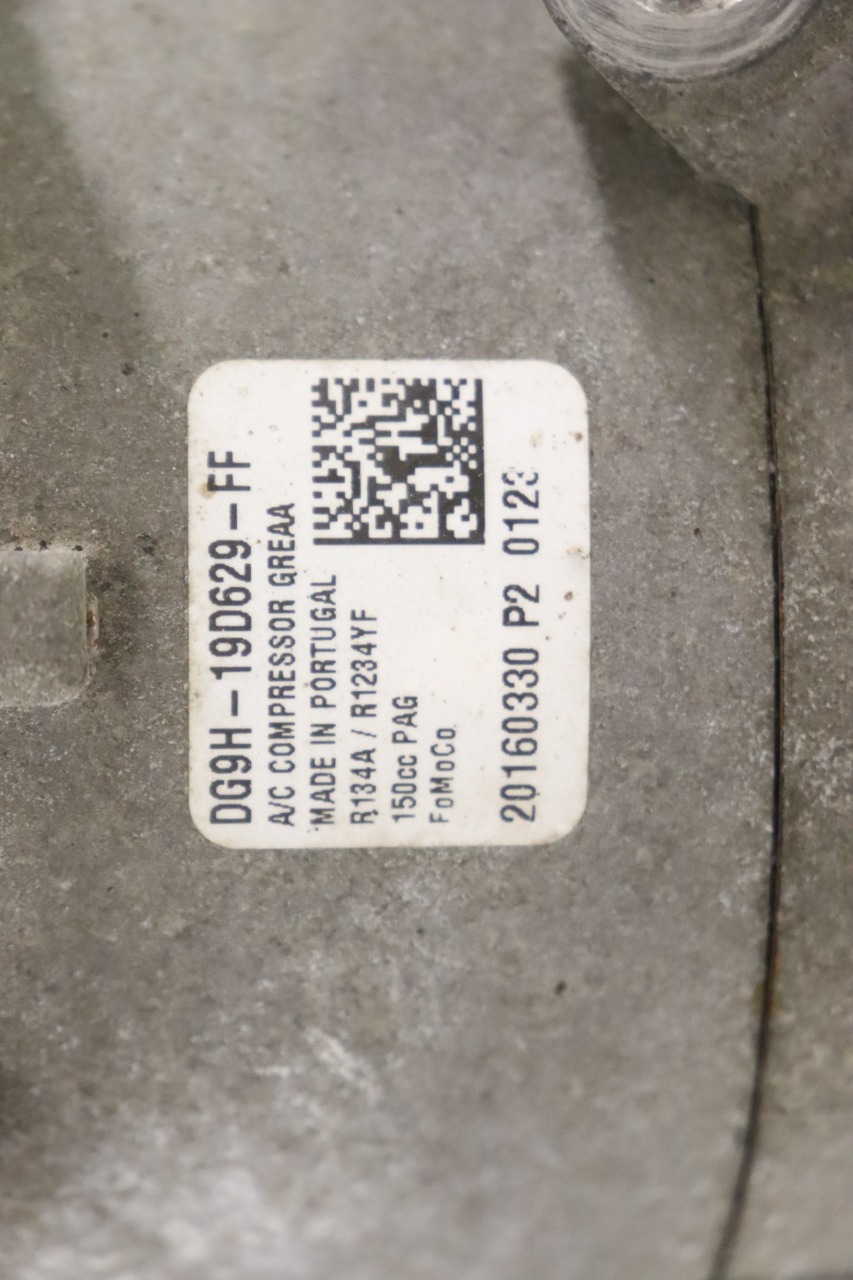 DG9H-19D629-FF
A/C COMPRESSOR GREAA
MADE IN PORTUGAL
R134A / R1234YF
150cc PAG
FoMoCo
20160330 P2 0123